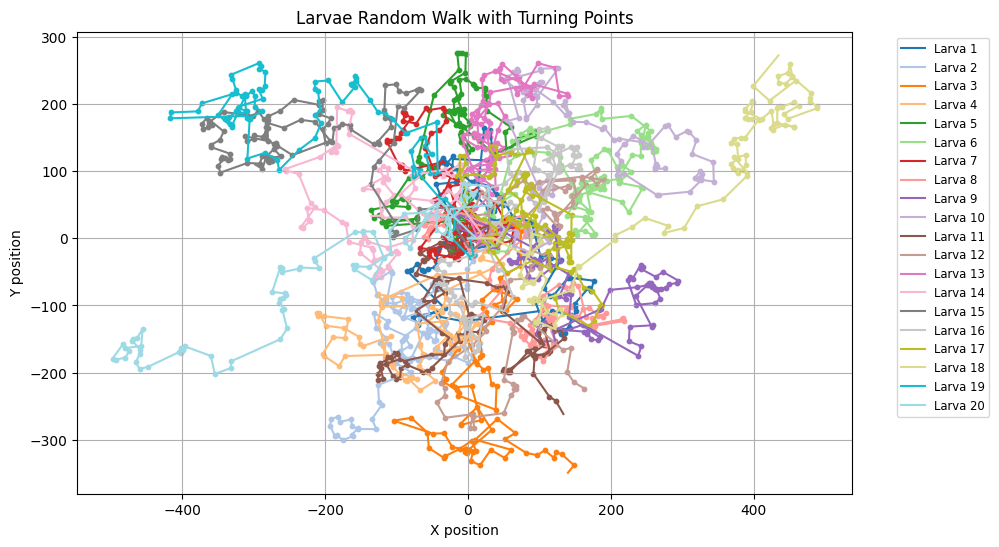 Larvae Random Walk with Turning Points
300
200
100
0
−100
−200
−300
Y position
−400
−200
0
200
400
X position
Larva 1
Larva 2
Larva 3
Larva 4
Larva 5
Larva 6
Larva 7
Larva 8
Larva 9
Larva 10
Larva 11
Larva 12
Larva 13
Larva 14
Larva 15
Larva 16
Larva 17
Larva 18
Larva 19
Larva 20